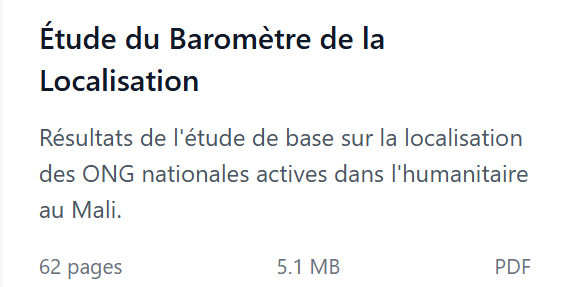 Étude du Baromètre de la
Localisation
Résultats de l'étude de base sur la localisation
des ONG nationales actives dans l'humanitaire
au Mali.
62 pages 5.1 MB PDF